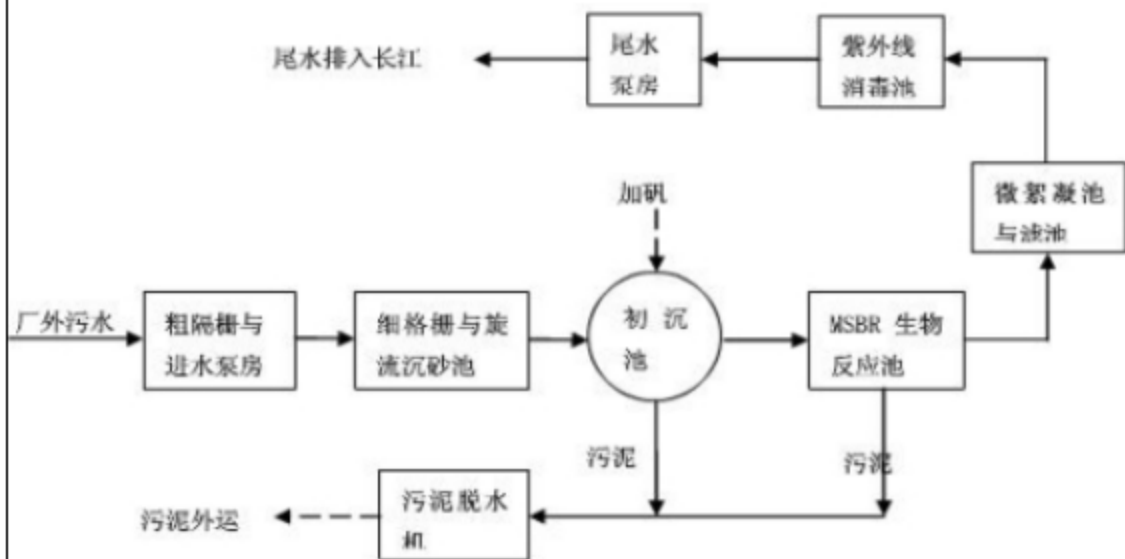 尾水排入长江
尾水
泵房
紫外线
消毒池
微絮凝池
与滤池
加矾
厂外污水
粗隔栅与
进水泵房
细格栅与旋
流沉砂池
初沉
池
MSBR 生物
反应池
污泥
污泥
污泥外运
污泥脱水
机